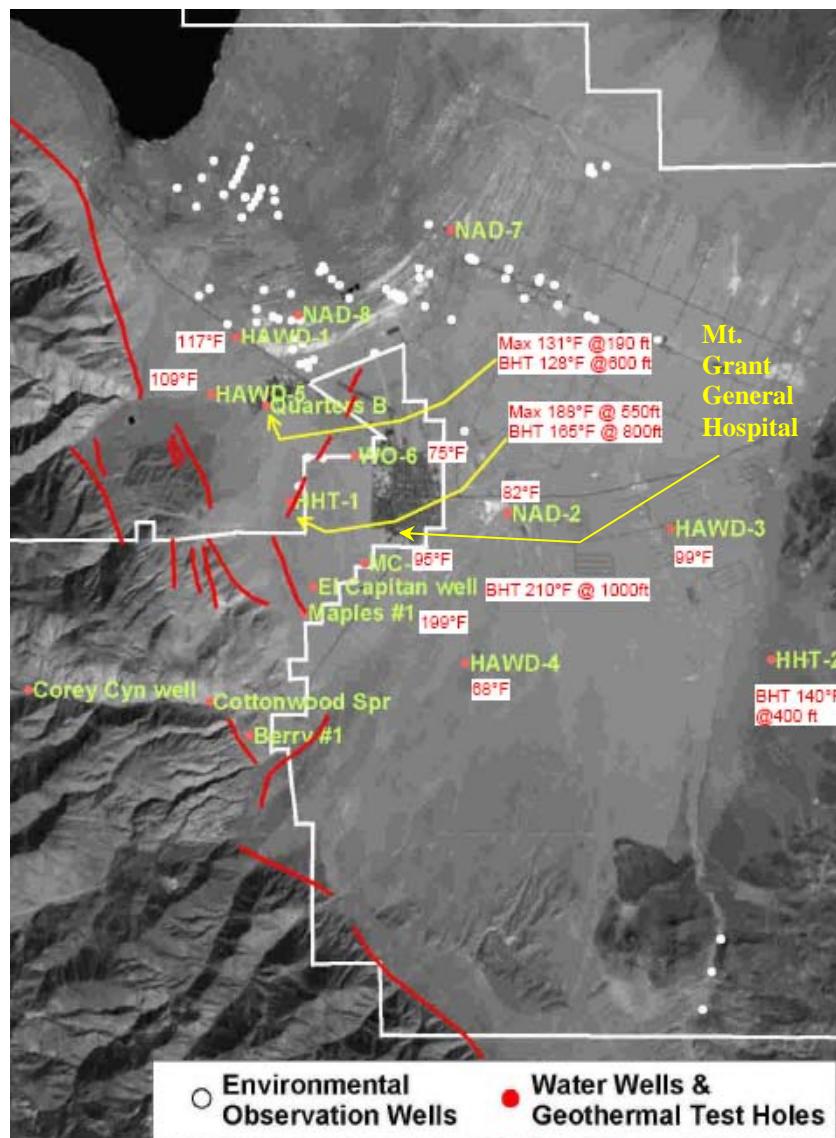 NAD-7
NAD-8
117°F
HAWD-1
Max 131°F @190 ft
BHT 128°F @600 ft
Mt.
Grant
General
Hospital
109°F
HAWD-5
Quarters B
Max 188°F @ 550ft
BHT 165°F @ 800ft
WO-6
75°F
82°F
HHT-1
NAD-2
HAWD-3
99°F
MC-
95°F
El Capitan well
BHT 210°F @ 1000ft
Maples #1
199°F
HAWD-4
68°F
HHT-2
BHT 140°F
@400 ft
Corey Cyn well
Cottonwood Spr
Berry #1
Environmental
Observation Wells
Water Wells &
Geothermal Test Holes